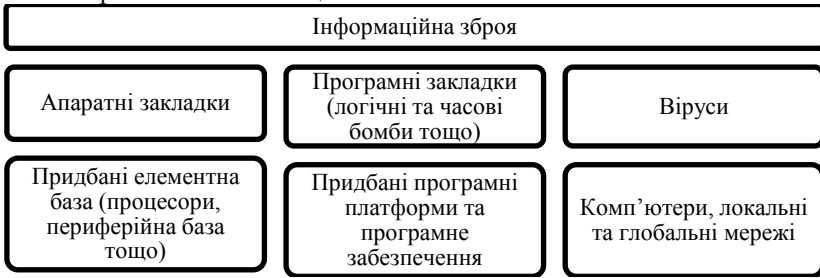 Інформаційна зброя
Апаратні закладки
Програмні закладки
(логічні та часові
бомби тощо)
Віруси
Придбані елементна
база (процесори,
периферійна база
тощо)
Придбані програмні
платформи та
програмне
забезпечення
Комп’ютери, локальні
та глобальні мережі